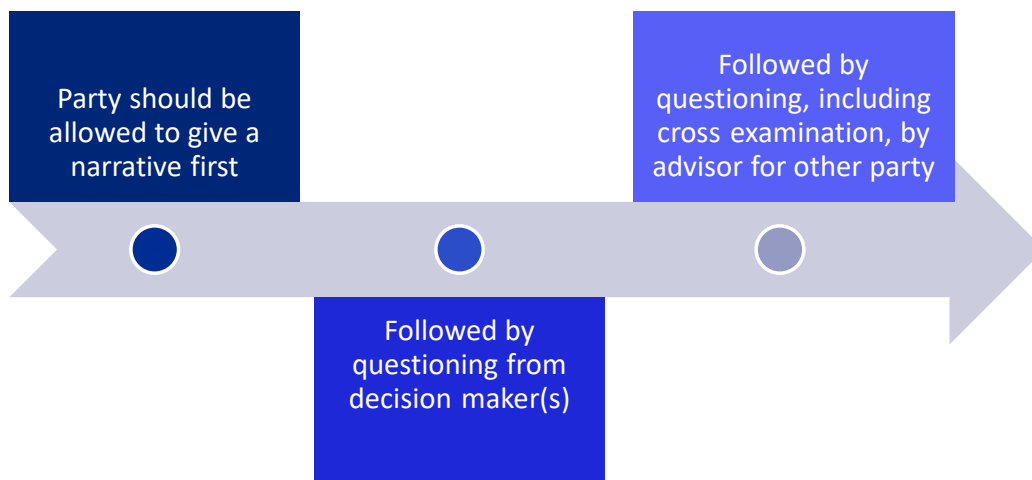 Party should be
allowed to give a
narrative first
Followed by
questioning from
decision maker(s)
Followed by
questioning, including
cross examination, by
advisor for other party